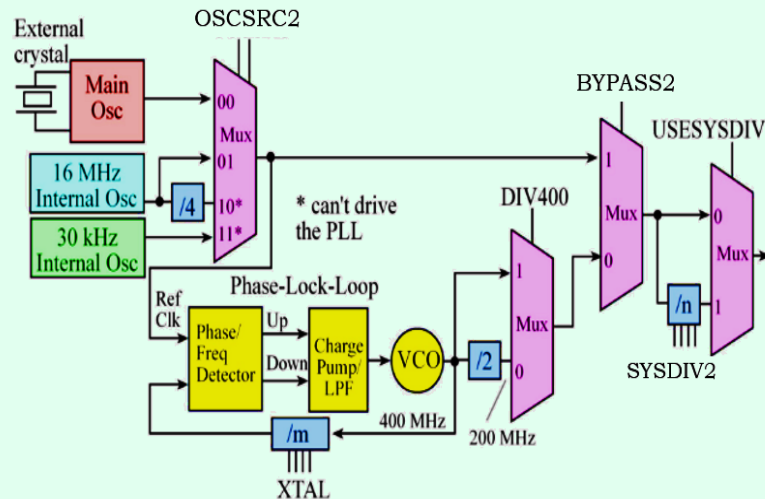 OSCSRC2
External
crystal
Main
Osc
00
Mux
01
10*
11*
16 MHz
Internal Osc
/4
30 kHz
Internal Osc
* can't drive
the PLL
BYPASS2
1
Mux
0
USESYSDIV
0
Mux
1
/n
SYSDIV2
DIV400
1
Mux
0
Phase-Lock-Loop
Ref
Clk
Phase/
Freq
Detector
Up
Down
Charge
Pump/
LPF
VCO
/2
200 MHz
400 MHz
/m
XTAL